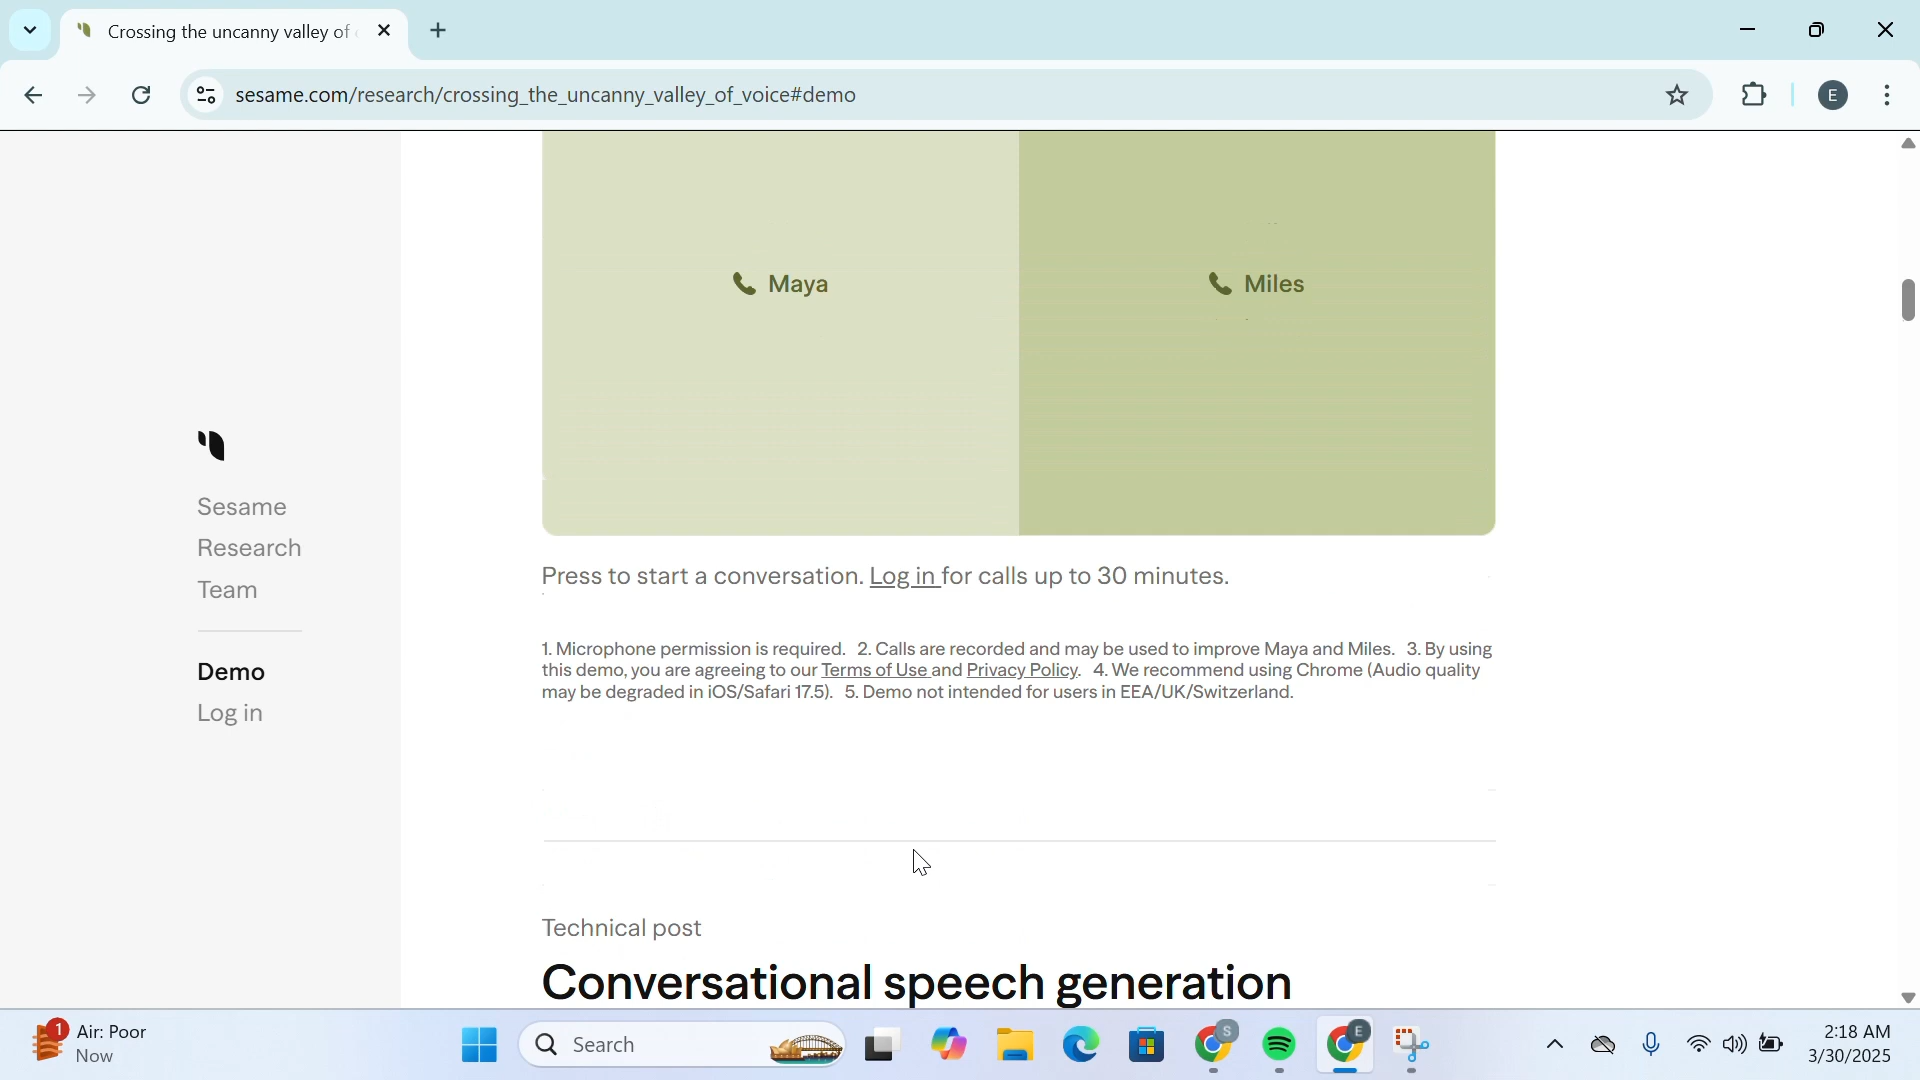 Crossing the uncanny valley of
sesame.com/research/crossing_the_uncanny_valley_of_voice#demo
E
Maya
Miles
Sesame
Research
Team
Demo
Log in
Press to start a conversation. Log in for calls up to 30 minutes.
1. Microphone permission is required. 2. Calls are recorded and may be used to improve Maya and Miles. 3. By using
this demo, you are agreeing to our Terms of Use and Privacy Policy. 4. We recommend using Chrome (Audio quality
may be degraded in iOS/Safari 17.5). 5. Demo not intended for users in EEA/UK/Switzerland.
Technical post
Conversational speech generation
1
Air: Poor
Now
Search
S
E
2:18 AM
3/30/2025